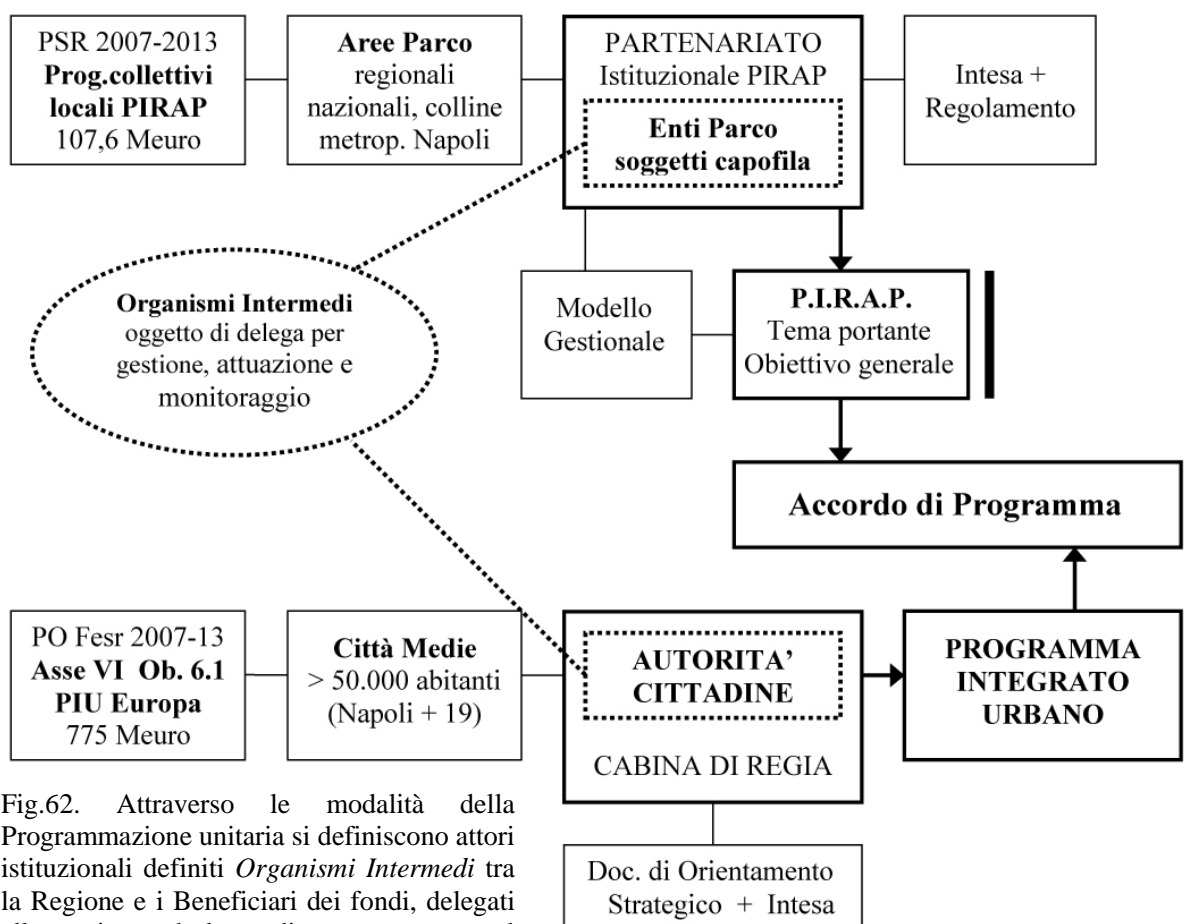 PSR 2007-2013
Prog.collettivi
locali PIRAP
107,6 Meuro
Aree Parco
regionali
nazionali, colline
metrop. Napoli
PARTENARIATO
Istituzionale PIRAP
Enti Parco
soggetti capofila
Intesa +
Regolamento
Organismi Intermedi
oggetto di delega per
gestione, attuazione e
monitoraggio
Modello
Gestionale
P.I.R.A.P.
Tema portante
Obiettivo generale
Accordo di Programma
PO Fesr 2007-13
Asse VI Ob. 6.1
PIU Europa
775 Meuro
Città Medie
> 50.000 abitanti
(Napoli + 19)
AUTORITA’
CITTADINE
CABINA DI REGIA
PROGRAMMA
INTEGRATO
URBANO
Doc. di Orientamento
Strategico + Intesa
Fig.62. Attraverso le modalità della
Programmazione unitaria si definiscono attori
istituzionali definiti Organismi Intermedi tra
la Regione e i Beneficiari dei fondi, delegati